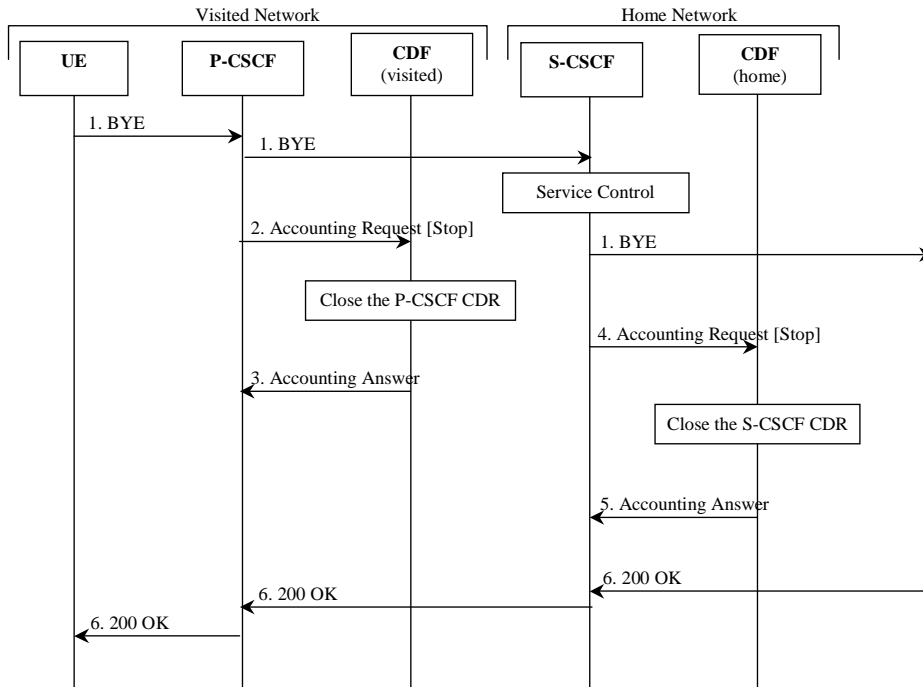 Visited Network
Home Network
UE
P-CSCF
CDF
(visited)
S-CSCF
CDF
(home)
1. BYE
1. BYE
Service Control
2. Accounting Request [Stop]
1. BYE
Close the P-CSCF CDR
4. Accounting Request [Stop]
3. Accounting Answer
Close the S-CSCF CDR
5. Accounting Answer
6. 200 OK
6. 200 OK
6. 200 OK